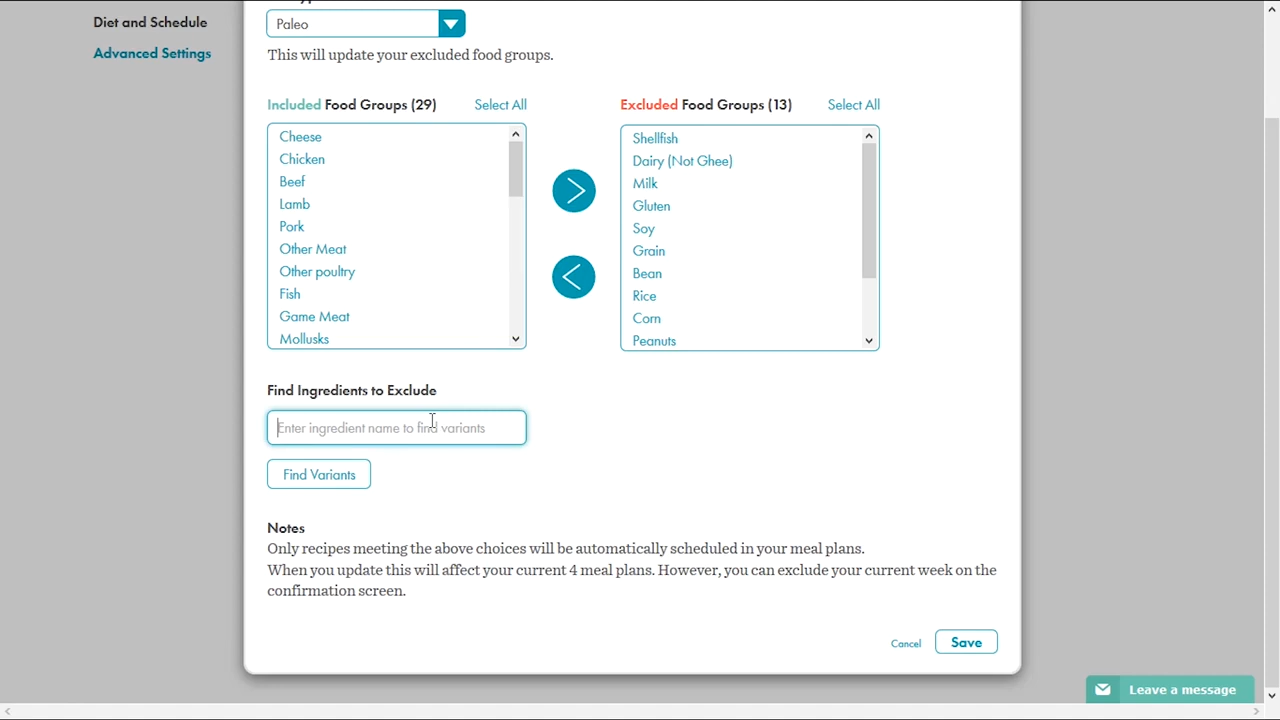 Diet and Schedule
Advanced Settings
Paleo
This will update your excluded food groups.
Included Food Groups (29)
Select All
Cheese
Chicken
Beef
Lamb
Pork
Other Meat
Other poultry
Fish
Game Meat
Mollusks
Excluded Food Groups (13)
Select All
Shellfish
Dairy (Not Ghee)
Milk
Gluten
Soy
Grain
Bean
Rice
Corn
Peanuts
Find Ingredients to Exclude
Enter ingredient name to find variants
Find Variants
Notes
Only recipes meeting the above choices will be automatically scheduled in your meal plans.
When you update this will affect your current 4 meal plans. However, you can exclude your current week on the
confirmation screen.
Cancel
Save
Leave a message